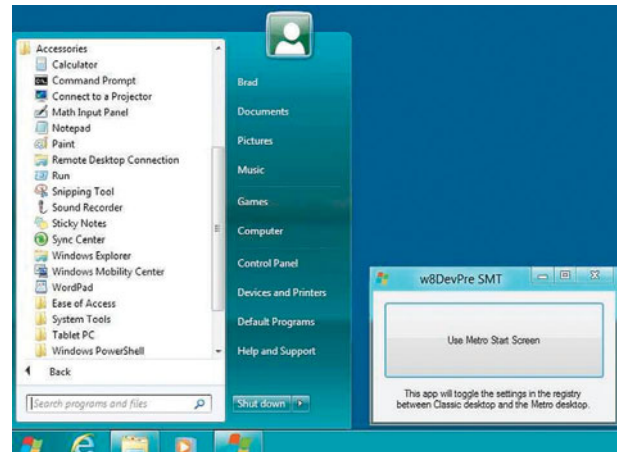 Accessories
Calculator
Command Prompt
Connect to a Projector
Math Input Panel
Notepad
Paint
Remote Desktop Connection
Run
Snipping Tool
Sound Recorder
Sticky Notes
Sync Center
Windows Explorer
Windows Mobility Center
WordPad
Ease of Access
System Tools
Tablet PC
Windows PowerShell
Back
Search programs and files
Brad
Documents
Pictures
Music
Games
Computer
Control Panel
Devices and Printers
Default Programs
Help and Support
Shut down
w8DevPre SMT
Use Metro Start Screen
This app will toggle the settings in the registry
between Classic desktop and the Metro desktop.